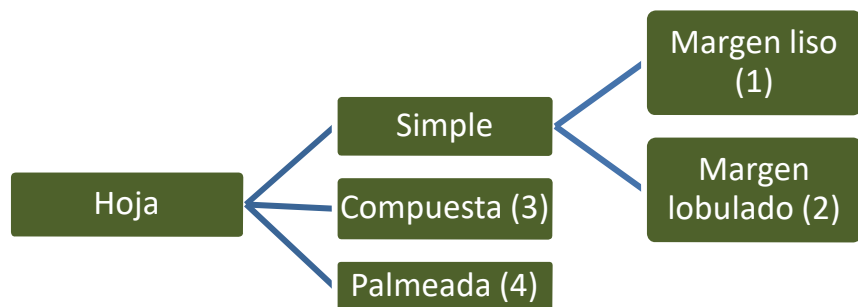 Hoja
Simple
Compuesta (3)
Palmeada (4)
Margen liso
(1)
Margen
lobulado (2)